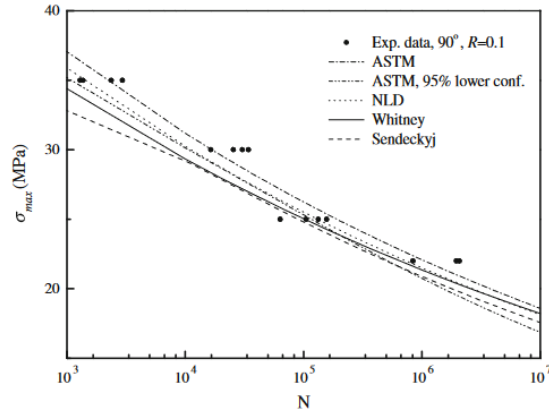 40
30
20
σmax (MPa)
Exp. data, 90°, R=0.1
ASTM
ASTM, 95% lower conf.
NLD
Whitney
Sendeckyj
10³ 10⁴ 10⁵ 10⁶ 10⁷
N